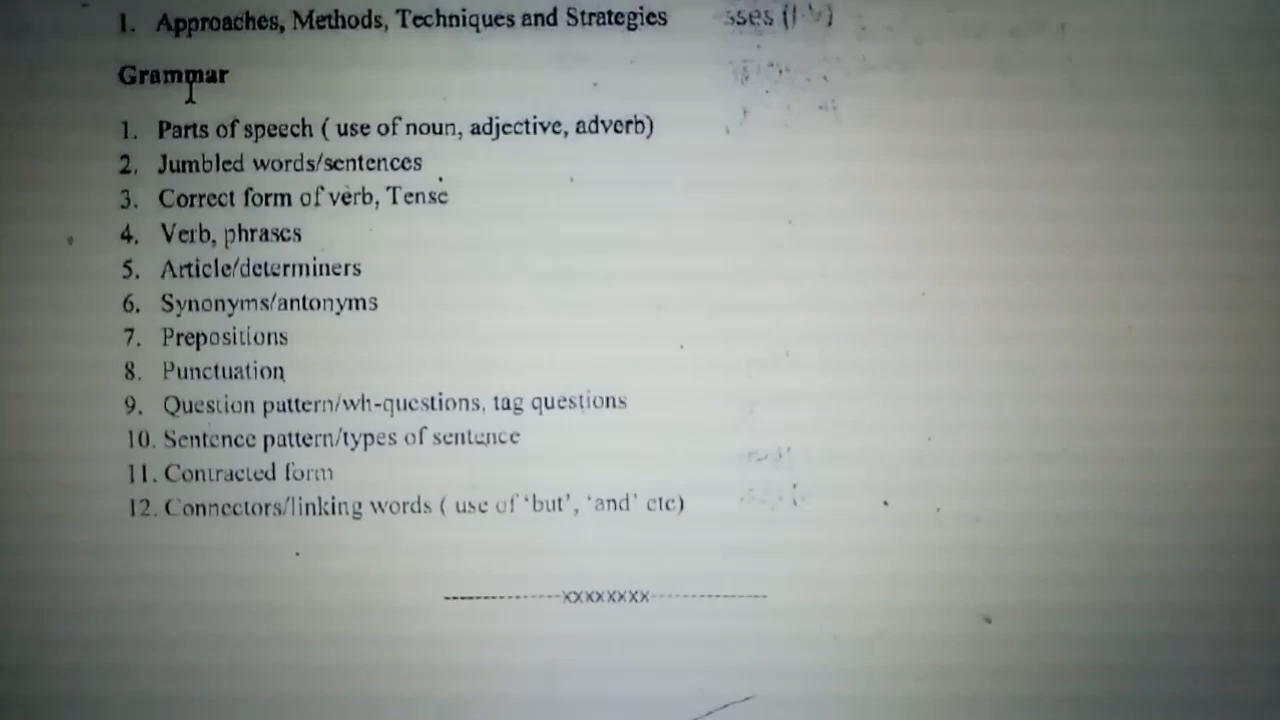 1. Approaches, Methods, Techniques and Strategies
Grammar
1. Parts of speech ( use of noun, adjective, adverb)
2. Jumbled words/sentences
3. Correct form of verb, Tense
4. Verb, phrases
5. Article/determiners
6. Synonyms/antonyms
7. Prepositions
8. Punctuation
9. Question pattern/wh-questions, tag questions
10. Sentence pattern/types of sentence
11. Contracted form
12. Connectors/linking words ( use of ‘but’, ‘and’ etc)
----------------XXXXXXXX----------------